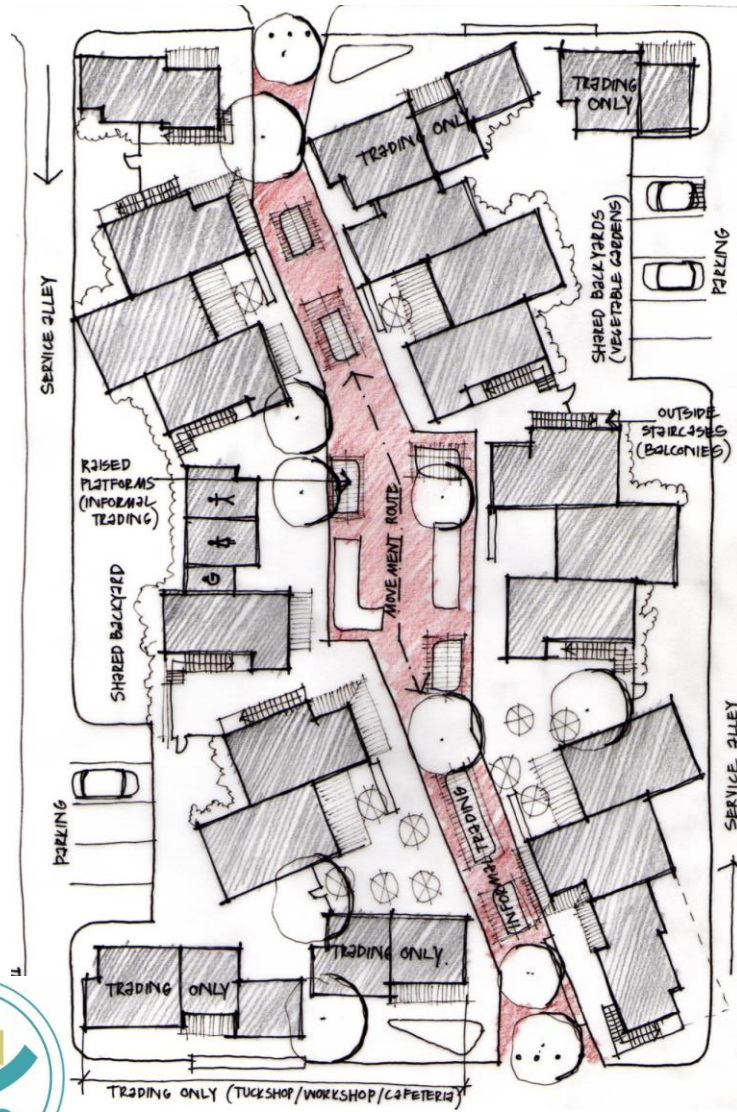 TRADING
ONLY
TRADING ONLY
SERVICE ALLEY
SHARED BACKYARDS
(VEGETABLE GARDENS)
PARKING
OUTSIDE
STAIRCASES
(BALCONIES)
RAISED
PLATFORMS
(INFORMAL
TRADING)
MOVEMENT ROUTE
SHARED BACKYARD
PARKING
INFORMAL TRADING
SERVICE ALLEY
TRADING ONLY
TRADING ONLY
TRADING ONLY (TUCKSHOP/WORKSHOP/CAFETERIA)